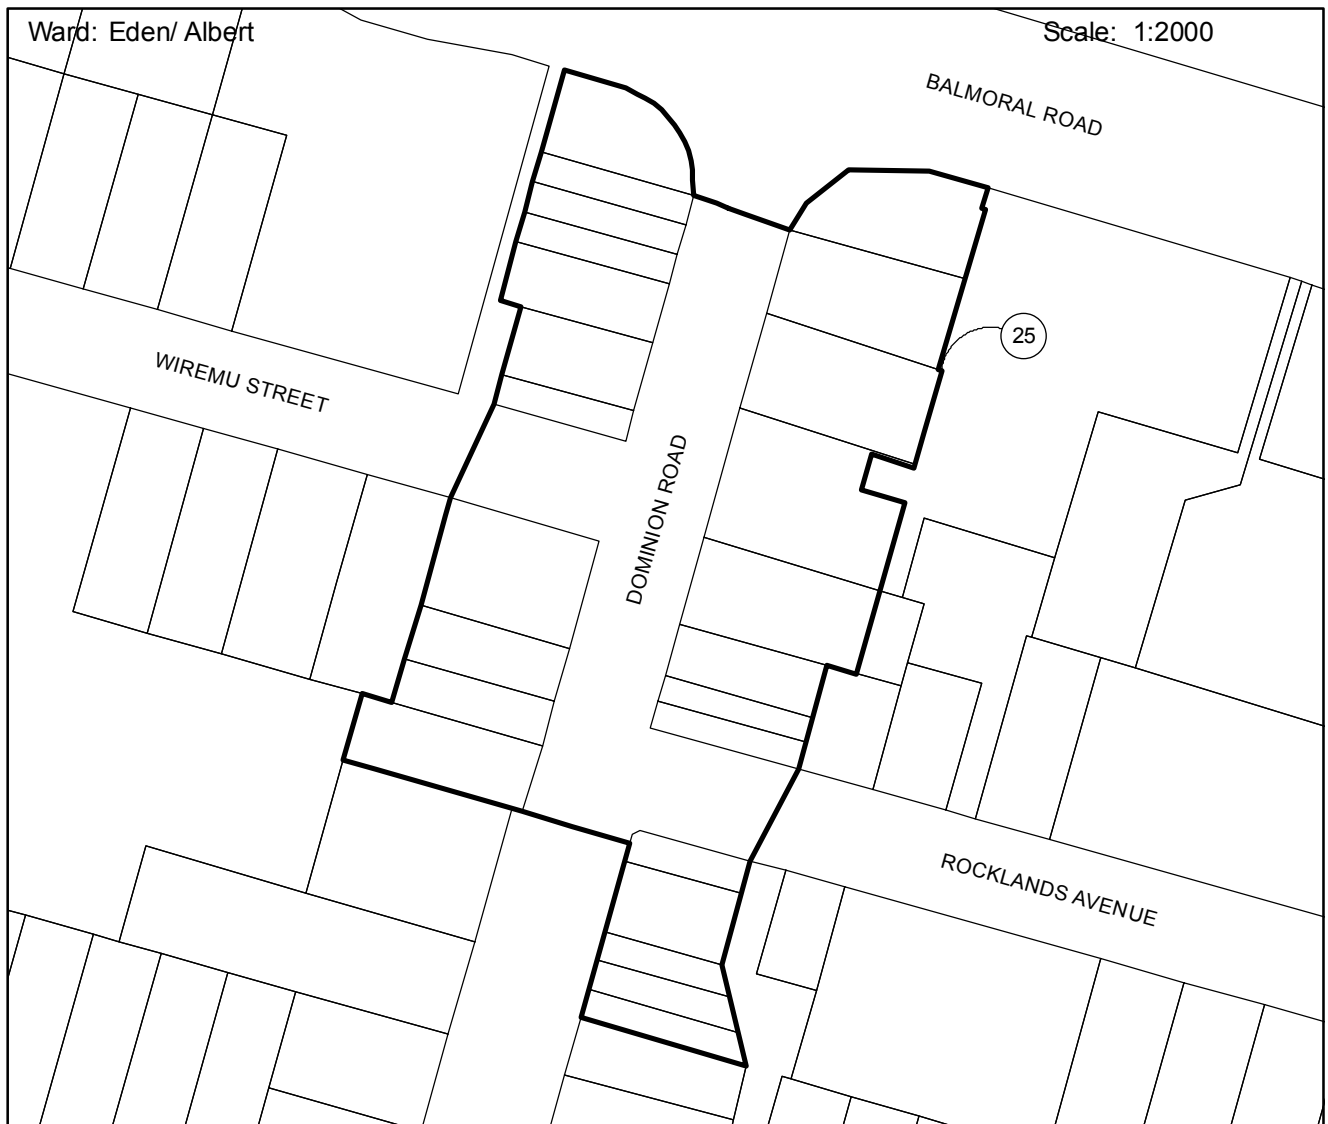 Ward: Eden/ Albert
Scale: 1:2000
BALMORAL ROAD
25
WIREMU STREET
DOMINION ROAD
ROCKLANDS AVENUE